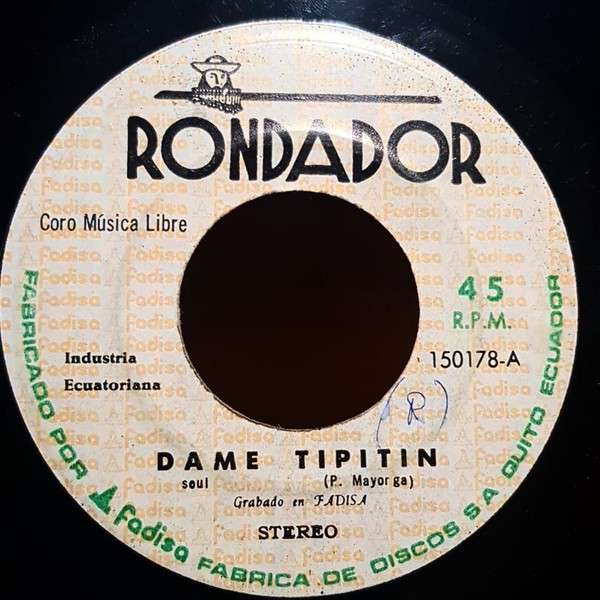 RONDADOR
Coro Música Libre
45
R.P.M.
Industria
Ecuatoriana
150178-A
(R)
DAME TIPITIN
soul (P. Mayorga)
Grabado en FADISA
STEREO
FABRICADO POR fadisa FABRICA DE DISCOS S.A QUITO ECUADOR